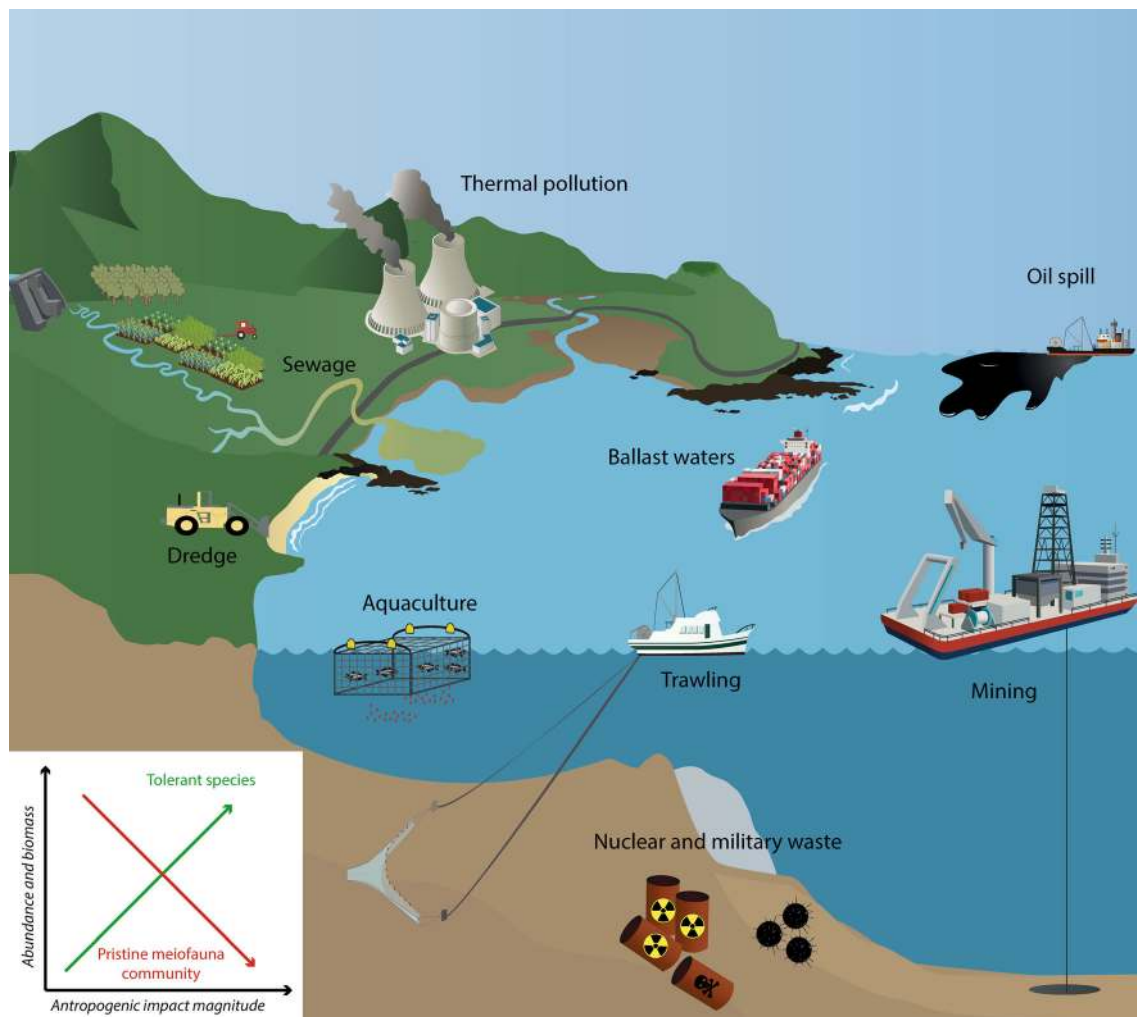 Thermal pollution
Oil spill
Sewage
Ballast waters
Dredge
Aquaculture
Trawling
Mining
Nuclear and military waste
Abundance and biomass
Tolerant species
Pristine meiofauna
community
Antropogenic impact magnitude